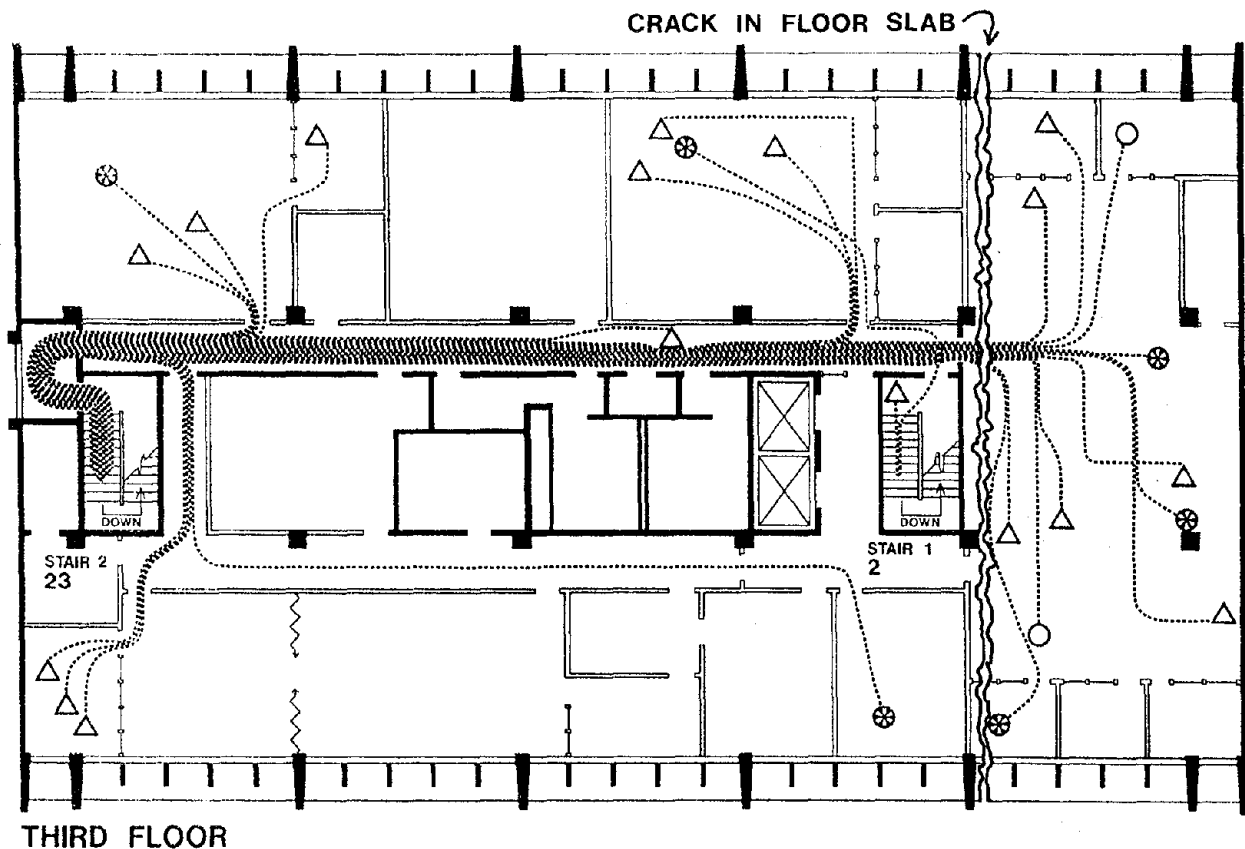 CRACK IN FLOOR SLAB
DOWN
STAIR 2
23
DOWN
STAIR 1
2
THIRD FLOOR